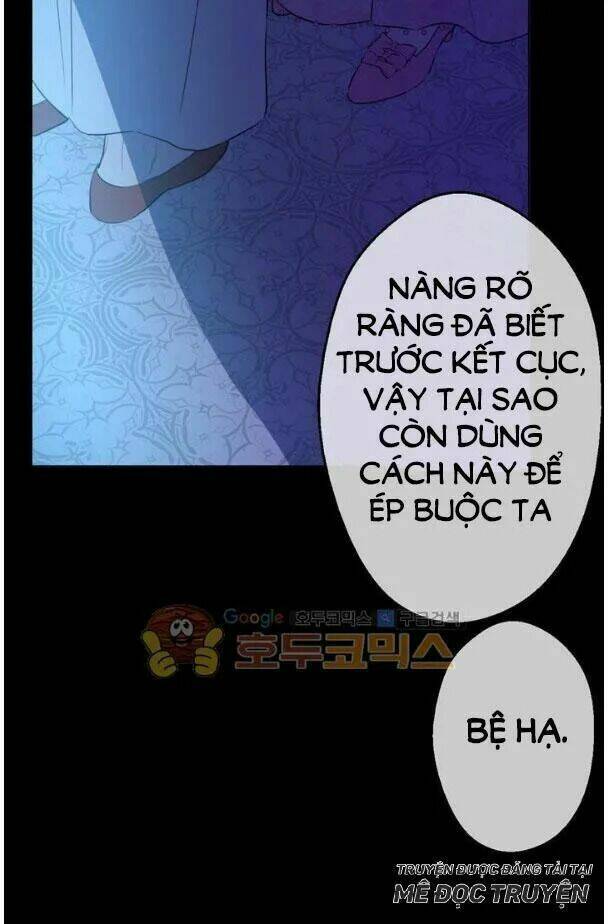 NÀNG RÕ
RÀNG ĐÃ BIẾT
TRƯỚC KẾT CỤC,
VẬY TẠI SAO
CÒN DÙNG
CÁCH NÀY ĐỂ
ÉP BUỘC TA
Google 호두코믹스 구글검색
호두코믹스
BỆ HẠ.
TRUYỆN ĐƯỢC ĐĂNG TẢI TẠI
MÊ ĐỌC TRUYỆN